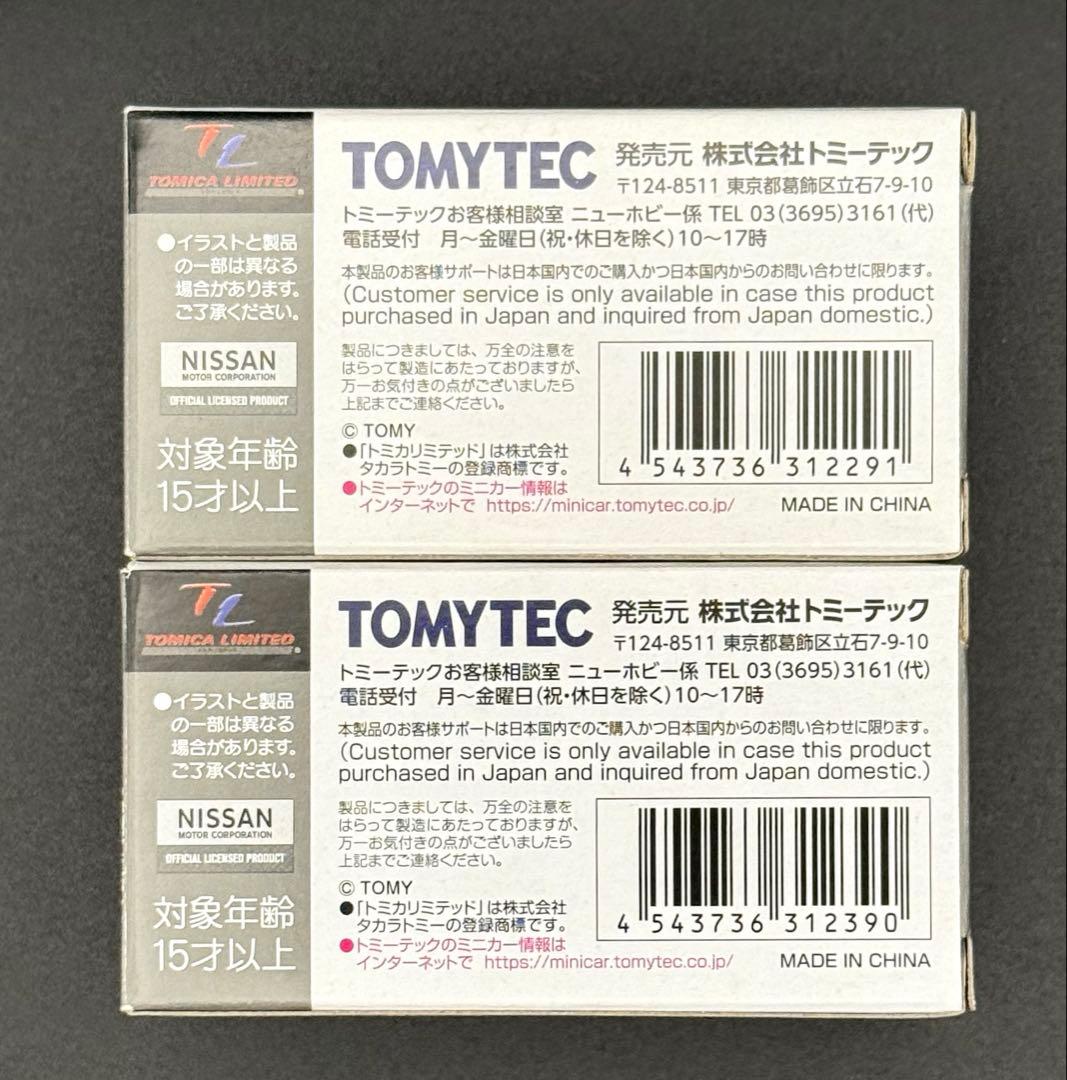 TL
TOMICA LIMITED®
●イラストと製品
の一部は異なる
場合があります。
ご了承ください。
NISSAN
MOTOR CORPORATION
OFFICIAL LICENSED PRODUCT
対象年齢
15才以上
TOMYTEC 発売元 株式会社トミーテック
〒124-8511 東京都葛飾区立石7-9-10
トミーテックお客様相談室 ニューホビー係 TEL 03(3695)3161(代)
電話受付 月～金曜日(祝・休日を除く)10～17時
本製品のお客様サポートは日本国内でのご購入かつ日本国内からのお問い合わせに限ります。
(Customer service is only available in case this product
purchased in Japan and inquired from Japan domestic.)
製品につきましては、万全の注意を
はらって製造にあたっておりますが、
万一お気付きの点がございましたら
上記までご連絡ください。
© TOMY
●「トミカリミテッド」は株式会社
タカラトミーの登録商標です。
●トミーテックのミニカー情報は
インターネットで https://minicar.tomytec.co.jp/
4 543736 312291
MADE IN CHINA
TL
TOMICA LIMITED®
●イラストと製品
の一部は異なる
場合があります。
ご了承ください。
NISSAN
MOTOR CORPORATION
OFFICIAL LICENSED PRODUCT
対象年齢
15才以上
TOMYTEC 発売元 株式会社トミーテック
〒124-8511 東京都葛飾区立石7-9-10
トミーテックお客様相談室 ニューホビー係 TEL 03(3695)3161(代)
電話受付 月～金曜日(祝・休日を除く)10～17時
本製品のお客様サポートは日本国内でのご購入かつ日本国内からのお問い合わせに限ります。
(Customer service is only available in case this product
purchased in Japan and inquired from Japan domestic.)
製品につきましては、万全の注意を
はらって製造にあたっておりますが、
万一お気付きの点がございましたら
上記までご連絡ください。
© TOMY
●「トミカリミテッド」は株式会社
タカラトミーの登録商標です。
●トミーテックのミニカー情報は
インターネットで https://minicar.tomytec.co.jp/
4 543736 312390
MADE IN CHINA